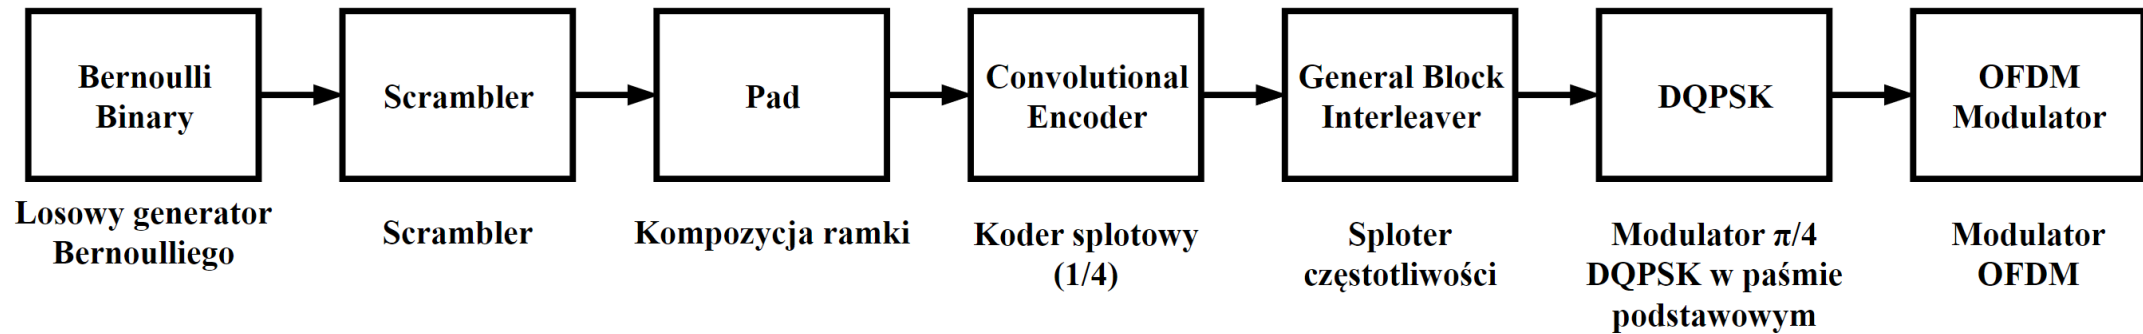 Bernoulli
Binary
Scrambler
Pad
Convolutional
Encoder
General Block
Interleaver
DQPSK
OFDM
Modulator
Losowy generator
Bernoulliego
Scrambler
Kompozycja ramki
Koder splotowy
(1/4)
Sploter
częstotliwości
Modulator π/4
DQPSK w paśmie
podstawowym
Modulator
OFDM